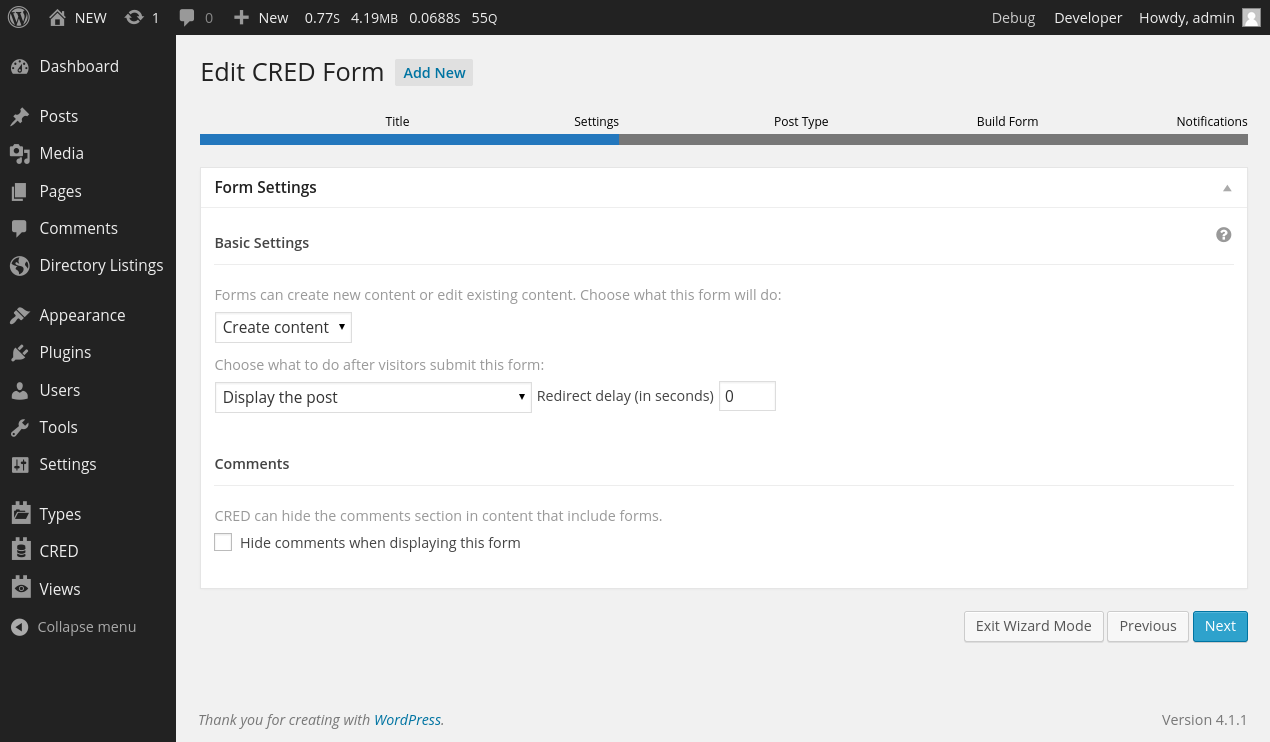 NEW 1 0 New 0.77S 4.19MB 0.0688S 55Q Debug Developer Howdy, admin
Dashboard
Posts
Media
Pages
Comments
Directory Listings
Appearance
Plugins
Users
Tools
Settings
Types
CRED
Views
Collapse menu
Edit CRED Form Add New
Title Settings Post Type Build Form Notifications
Form Settings
Basic Settings
Forms can create new content or edit existing content. Choose what this form will do:
Create content
Choose what to do after visitors submit this form:
Display the post Redirect delay (in seconds) 0
Comments
CRED can hide the comments section in content that include forms.
Hide comments when displaying this form
Exit Wizard Mode Previous Next
Thank you for creating with WordPress. Version 4.1.1